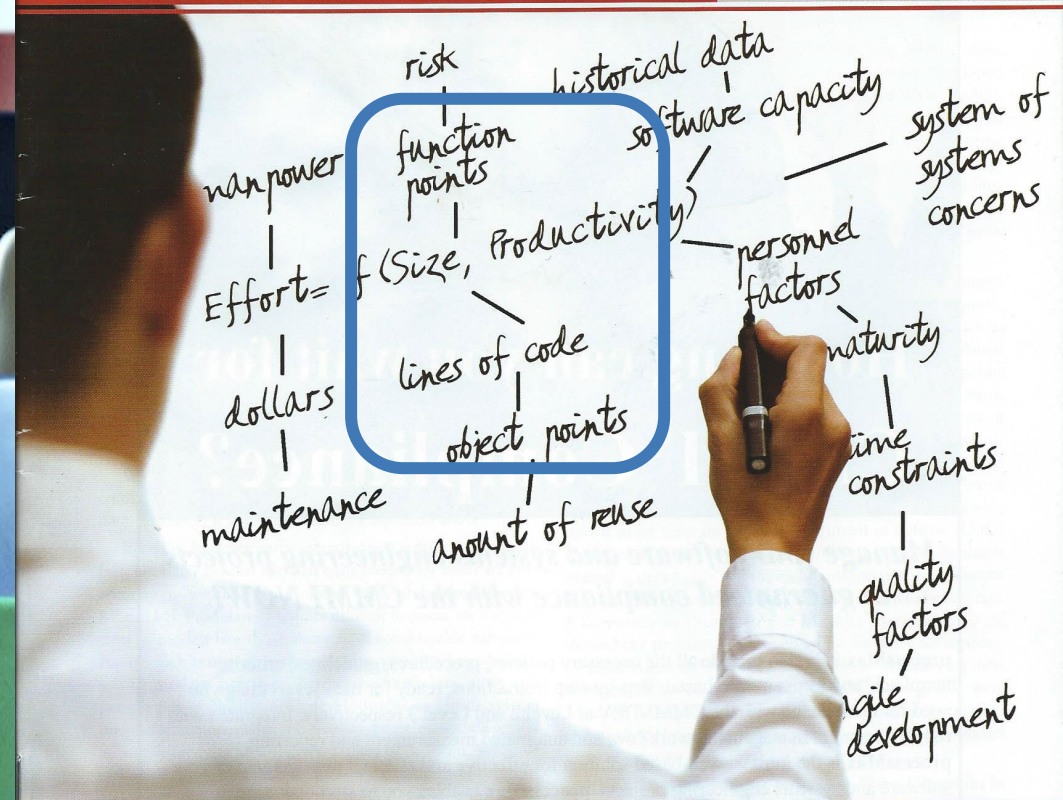 risk
historical data
function
points
software capacity
system of
systems
concerns
manpower
Effort= f(Size, Productivity)
personnel
factors
lines of code
maturity
dollars
object points
time
constraints
maintenance
amount of reuse
quality
factors
agile
development